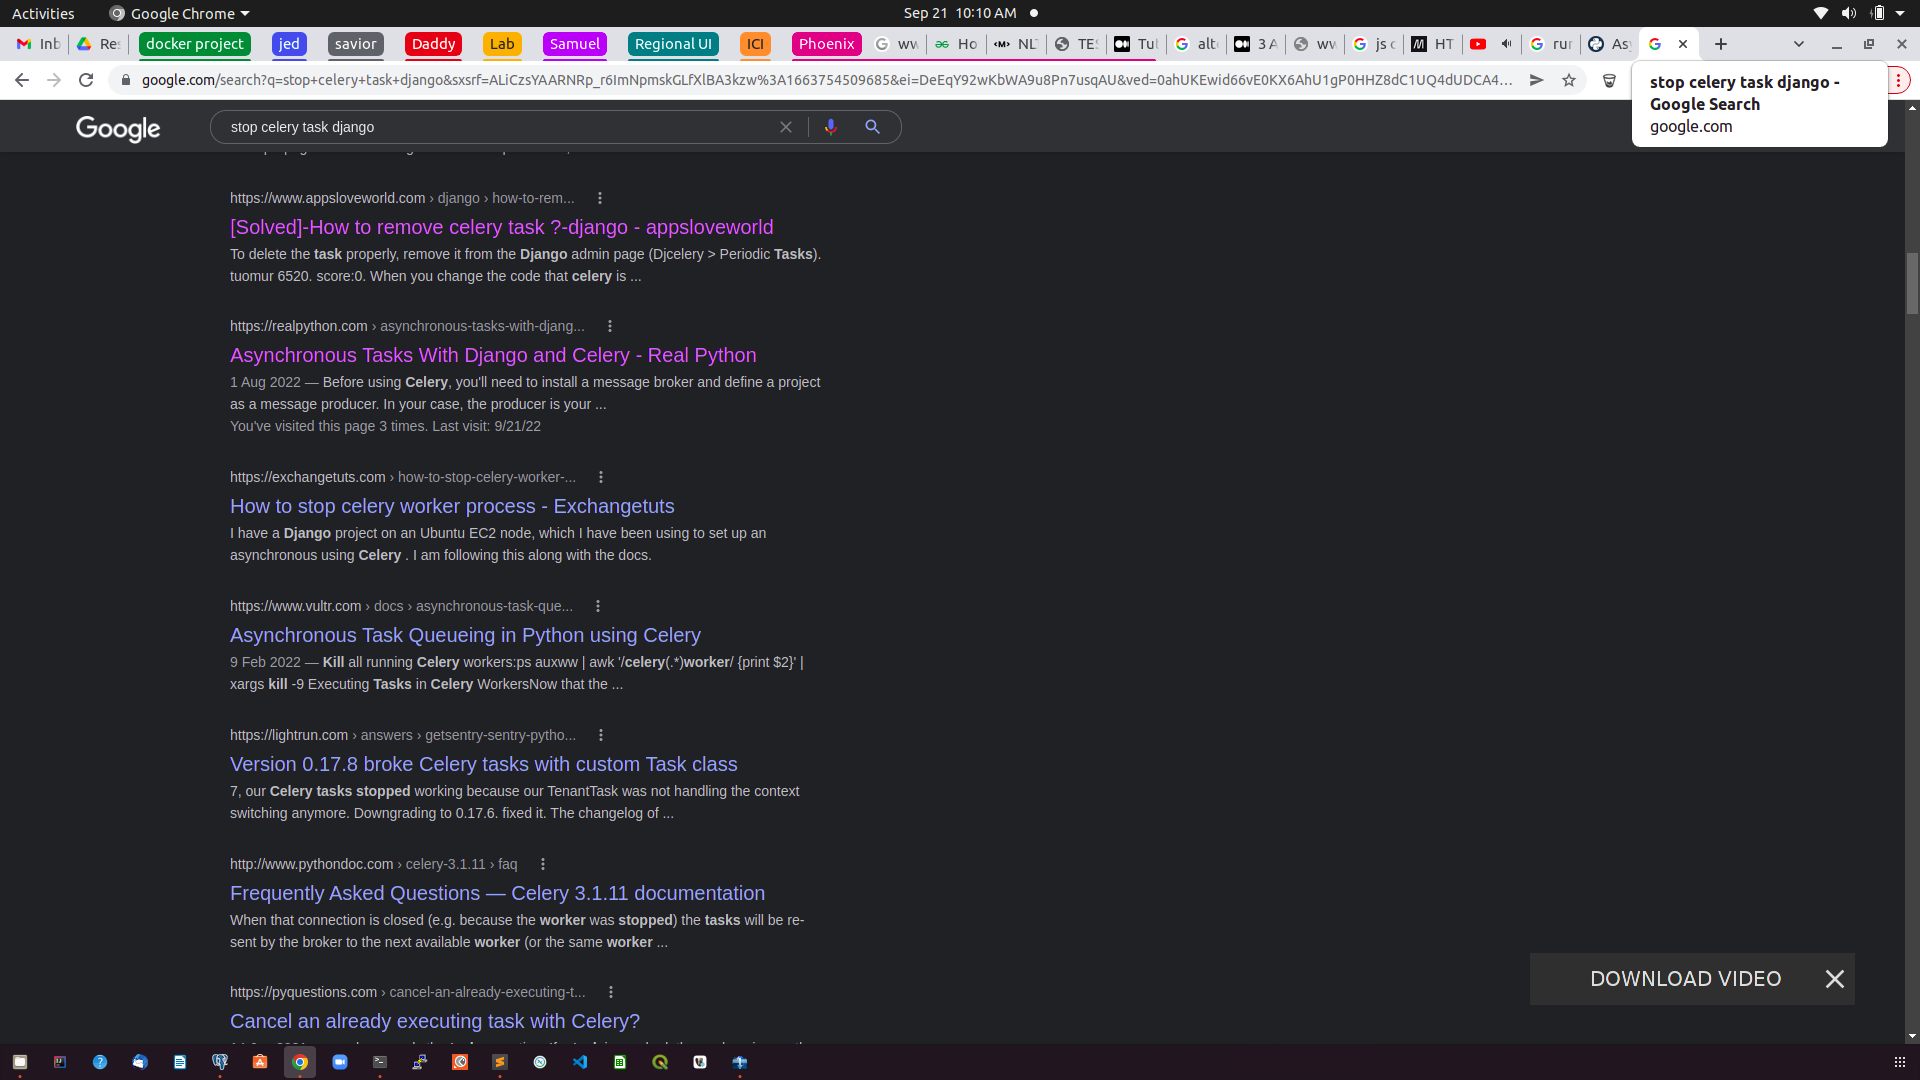 Activities
Google Chrome
Sep 21 10:10 AM
Inb
Res
docker project
jed
savior
Daddy
Lab
Samuel
Regional UI
ICI
Phoenix
ww
Ho
NLT
TES
Tut
alte
3 A
ww
js c
HT
run
Asy
google.com/search?q=stop+celery+task+django&sxsrf=ALiCzsYAARNRp_r6ImNpmskGLfXlBA3kzw%3A1663754509685&ei=DeEqY92wKbWA9u8Pn7usqAU&ved=0ahUKEwid66vE0KX6AhU1gP0HHZ8dC1UQ4dUDCA4...
stop celery task django -
Google Search
google.com
Google
stop celery task django
https://www.appsloveworld.com › django › how-to-rem...
[Solved]-How to remove celery task ?-django - appsloveworld
To delete the task properly, remove it from the Django admin page (Djcelery > Periodic Tasks).
tuomur 6520. score:0. When you change the code that celery is ...
https://realpython.com › asynchronous-tasks-with-djang...
Asynchronous Tasks With Django and Celery - Real Python
1 Aug 2022 — Before using Celery, you'll need to install a message broker and define a project
as a message producer. In your case, the producer is your ...
You've visited this page 3 times. Last visit: 9/21/22
https://exchangetuts.com › how-to-stop-celery-worker-...
How to stop celery worker process - Exchangetuts
I have a Django project on an Ubuntu EC2 node, which I have been using to set up an
asynchronous using Celery . I am following this along with the docs.
https://www.vultr.com › docs › asynchronous-task-que...
Asynchronous Task Queueing in Python using Celery
9 Feb 2022 — Kill all running Celery workers:ps auxww | awk '/celery(.*)worker/ {print $2}' |
xargs kill -9 Executing Tasks in Celery WorkersNow that the ...
https://lightrun.com › answers › getsentry-sentry-pytho...
Version 0.17.8 broke Celery tasks with custom Task class
7, our Celery tasks stopped working because our TenantTask was not handling the context
switching anymore. Downgrading to 0.17.6. fixed it. The changelog of ...
http://www.pythondoc.com › celery-3.1.11 › faq
Frequently Asked Questions — Celery 3.1.11 documentation
When that connection is closed (e.g. because the worker was stopped) the tasks will be re-
sent by the broker to the next available worker (or the same worker ...
https://pyquestions.com › cancel-an-already-executing-t...
Cancel an already executing task with Celery?
DOWNLOAD VIDEO